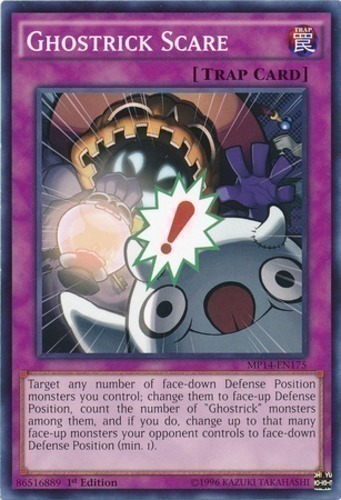 GHOSTRICK SCARE
TRAP
罠
[TRAP CARD]
!
MP14-EN175
Target any number of face-down Defense Position
monsters you control; change them to face-up Defense
Position, count the number of "Ghostrick" monsters
among them, and if you do, change up to that many
face-up monsters your opponent controls to face-down
Defense Position (min. 1).
86516889 1st Edition ©1996 KAZUKI TAKAHASHI